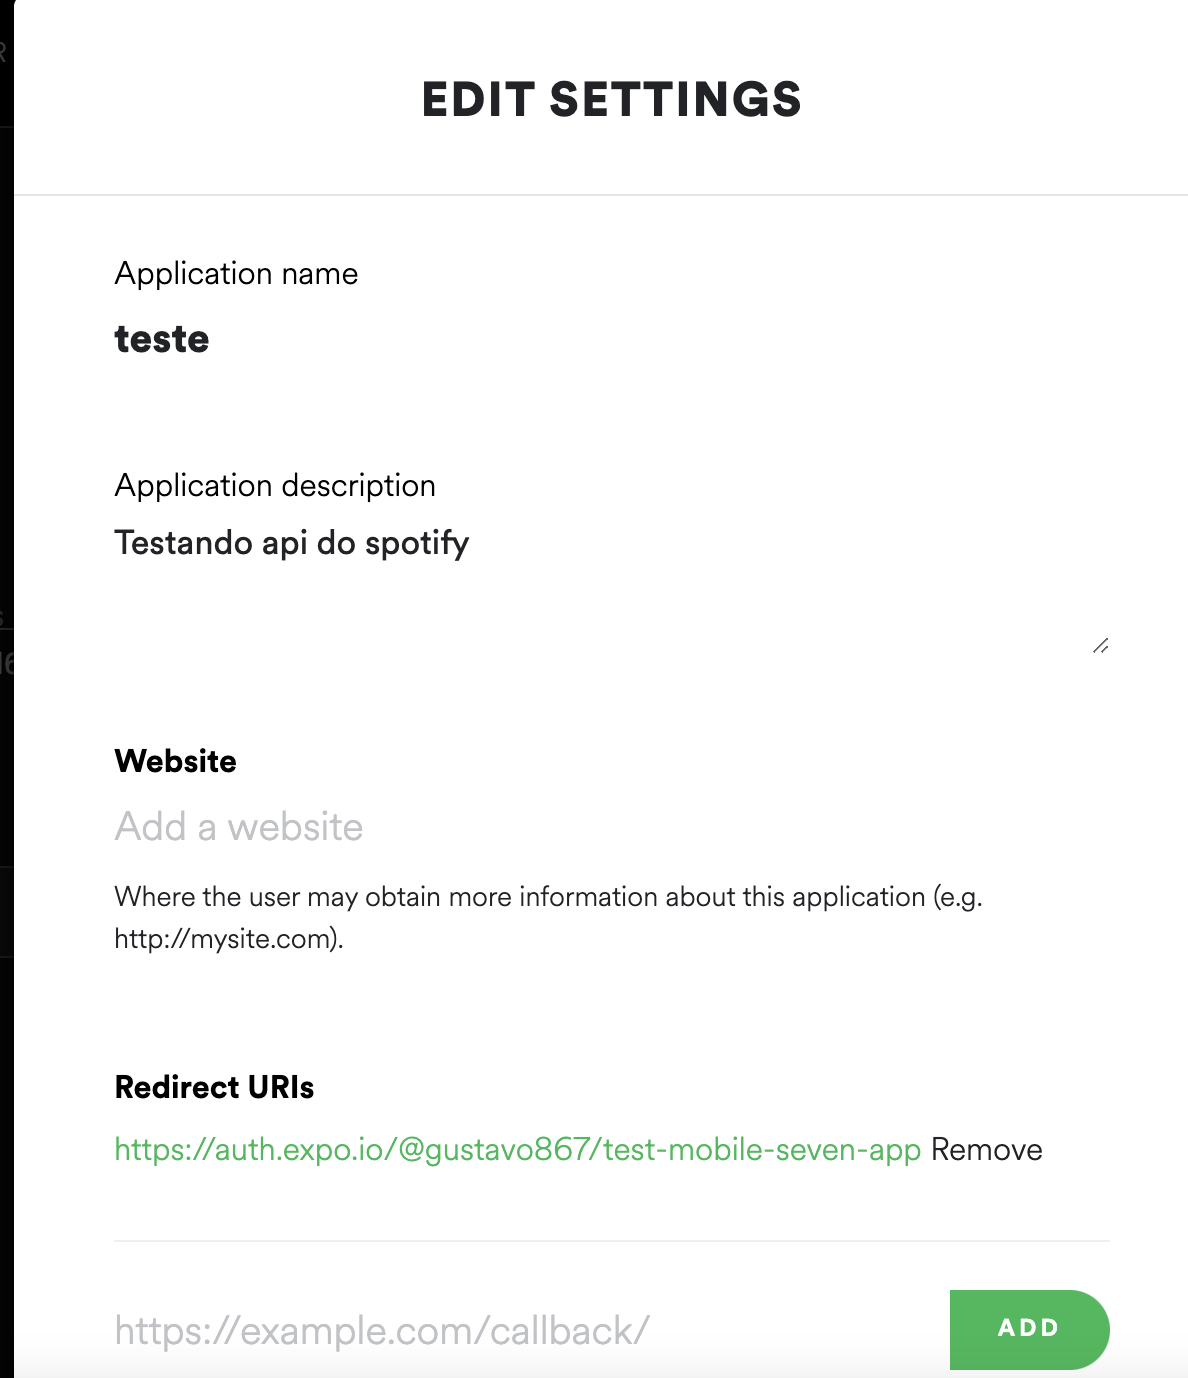 EDIT SETTINGS
Application name
teste
Application description
Testando api do spotify
Website
Add a website
Where the user may obtain more information about this application (e.g.
http://mysite.com).
Redirect URIs
https://auth.expo.io/@gustavo867/test-mobile-seven-app Remove
https://example.com/callback/ ADD